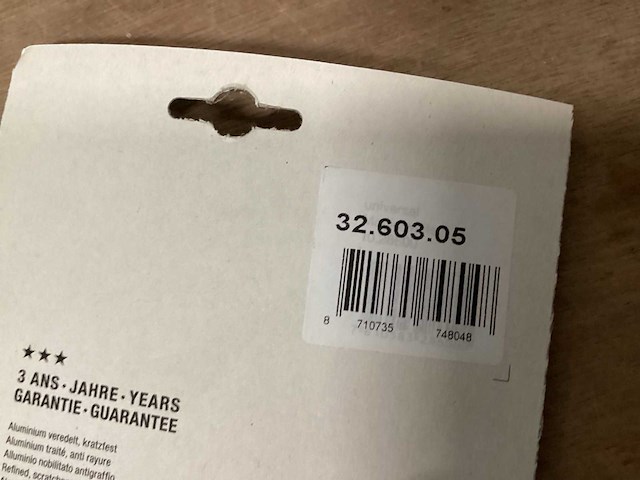 32.603.05
8 710735 748048
★★★
3 ANS · JAHRE · YEARS
GARANTIE · GUARANTEE
Aluminium veredelt, kratzfest
Aluminium traité, anti rayure
Alluminio nobilitato antigraffio
Refined,